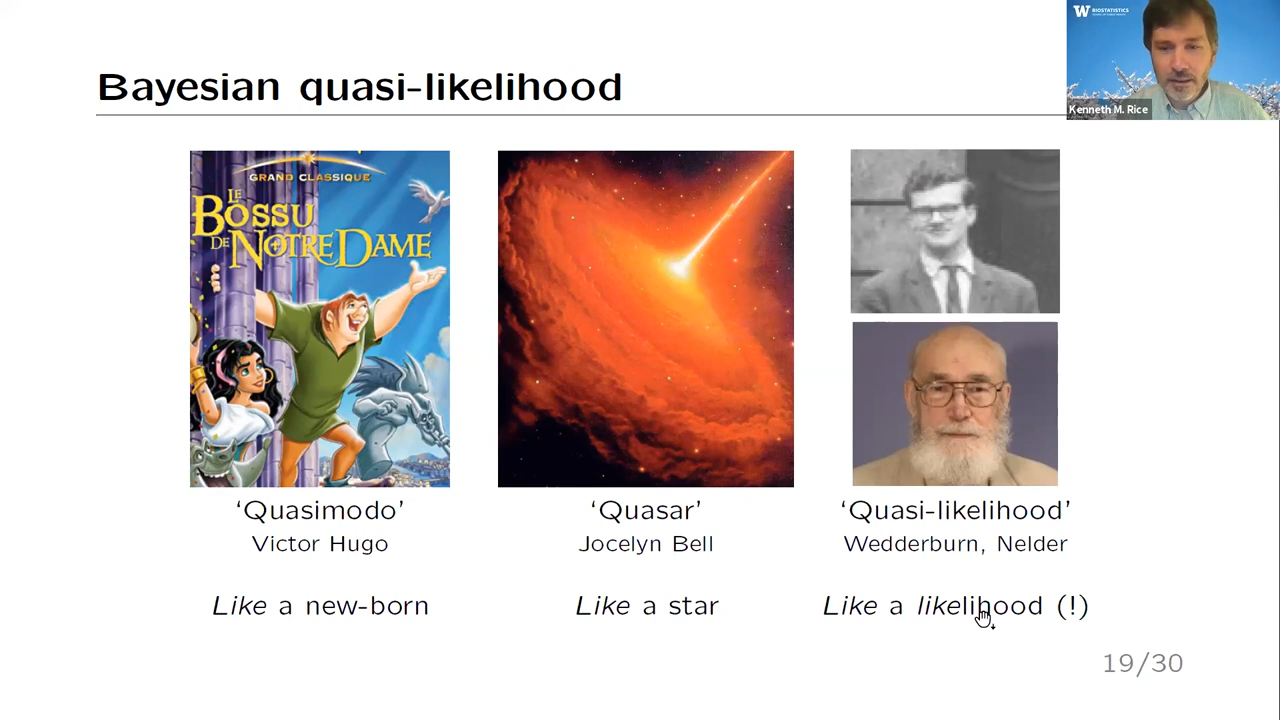 Bayesian quasi-likelihood
W BIOSTATISTICS
Kenneth M. Rice
GRAND CLASSIQUE
LE
BOSSU
DE NOTRE DAME
‘Quasimodo’
Victor Hugo
Like a new-born
‘Quasar’
Jocelyn Bell
Like a star
‘Quasi-likelihood’
Wedderburn, Nelder
Like a likelihood (!)
19/30